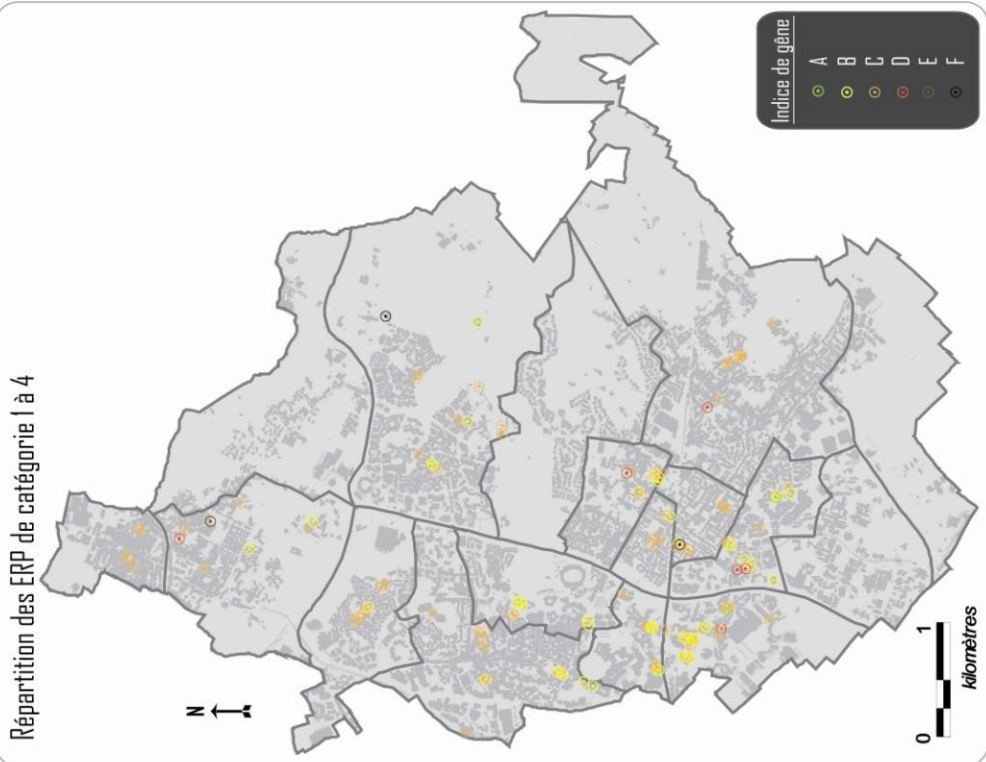 Répartition des ERP de catégorie 1 à 4
Indice de gêne
A
B
C
D
E
F
N
0 1
kilomètres